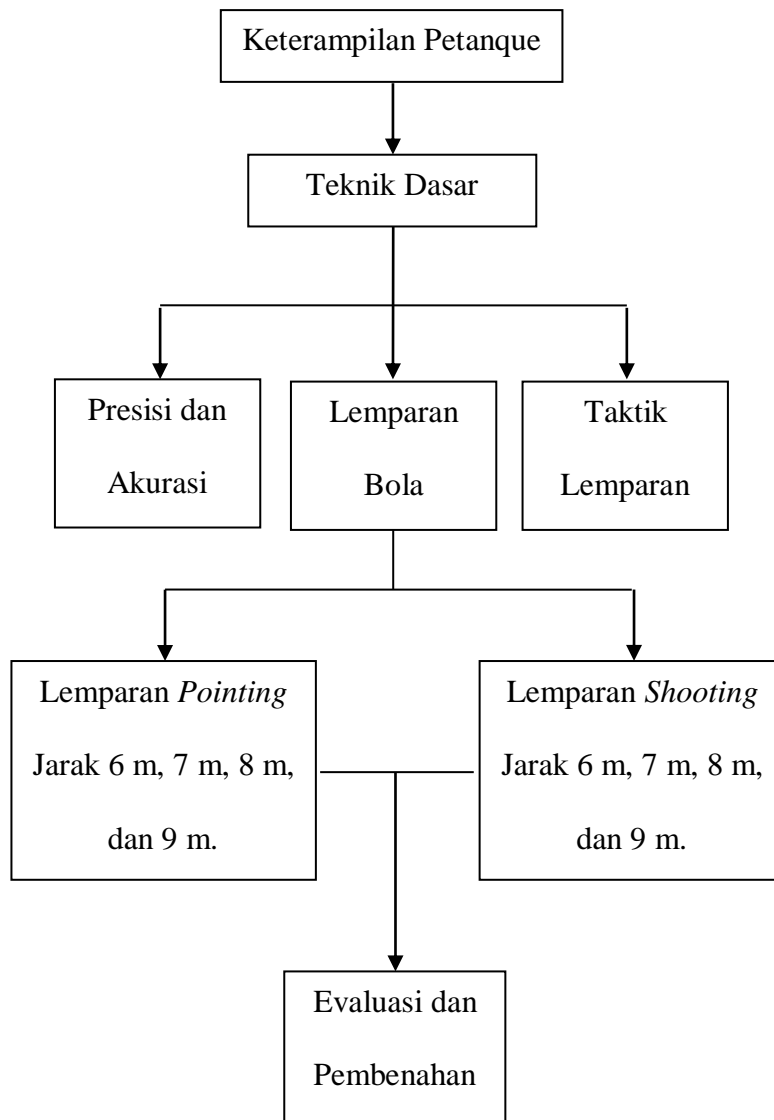 Keterampilan Petanque
Teknik Dasar
Presisi dan
Akurasi
Lemparan
Bola
Taktik
Lemparan
Lemparan Pointing
Jarak 6 m, 7 m, 8 m,
dan 9 m.
Lemparan Shooting
Jarak 6 m, 7 m, 8 m,
dan 9 m.
Evaluasi dan
Pembenahan